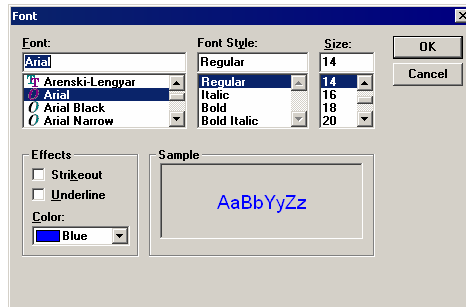 Font
Font: Font Style: Size:
Arial Regular 14 OK
Arenski-Lengyar Regular 14 Cancel
Arial Italic 16
Arial Black Bold 18
Arial Narrow Bold Italic 20
Effects Sample
Strikeout
Underline
AaBbYyZz
Color:
Blue